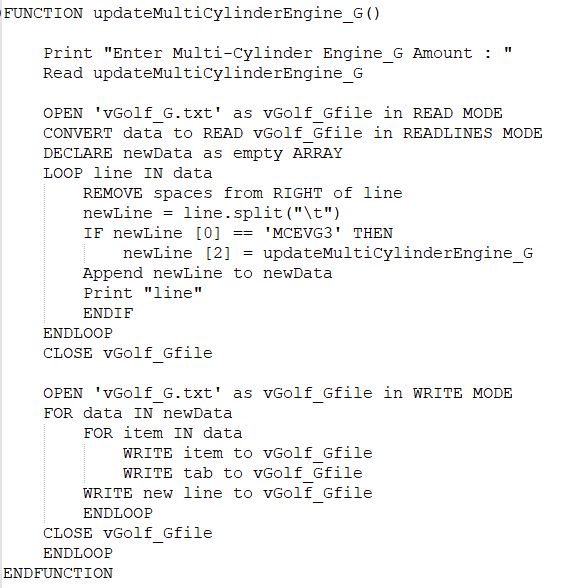 FUNCTION updateMultiCylinderEngine_G()
Print "Enter Multi-Cylinder Engine_G Amount : "
Read updateMultiCylinderEngine_G
OPEN 'vGolf_G.txt' as vGolf_Gfile in READ MODE
CONVERT data to READ vGolf_Gfile in READLINES MODE
DECLARE newData as empty ARRAY
LOOP line IN data
REMOVE spaces from RIGHT of line
newLine = line.split("\t")
IF newLine [0] == 'MCEVG3' THEN
newLine [2] = updateMultiCylinderEngine_G
Append newLine to newData
Print "line"
ENDIF
ENDLOOP
CLOSE vGolf_Gfile
OPEN 'vGolf_G.txt' as vGolf_Gfile in WRITE MODE
FOR data IN newData
FOR item IN data
WRITE item to vGolf_Gfile
WRITE tab to vGolf_Gfile
WRITE new line to vGolf_Gfile
ENDLOOP
CLOSE vGolf_Gfile
ENDLOOP
ENDFUNCTION